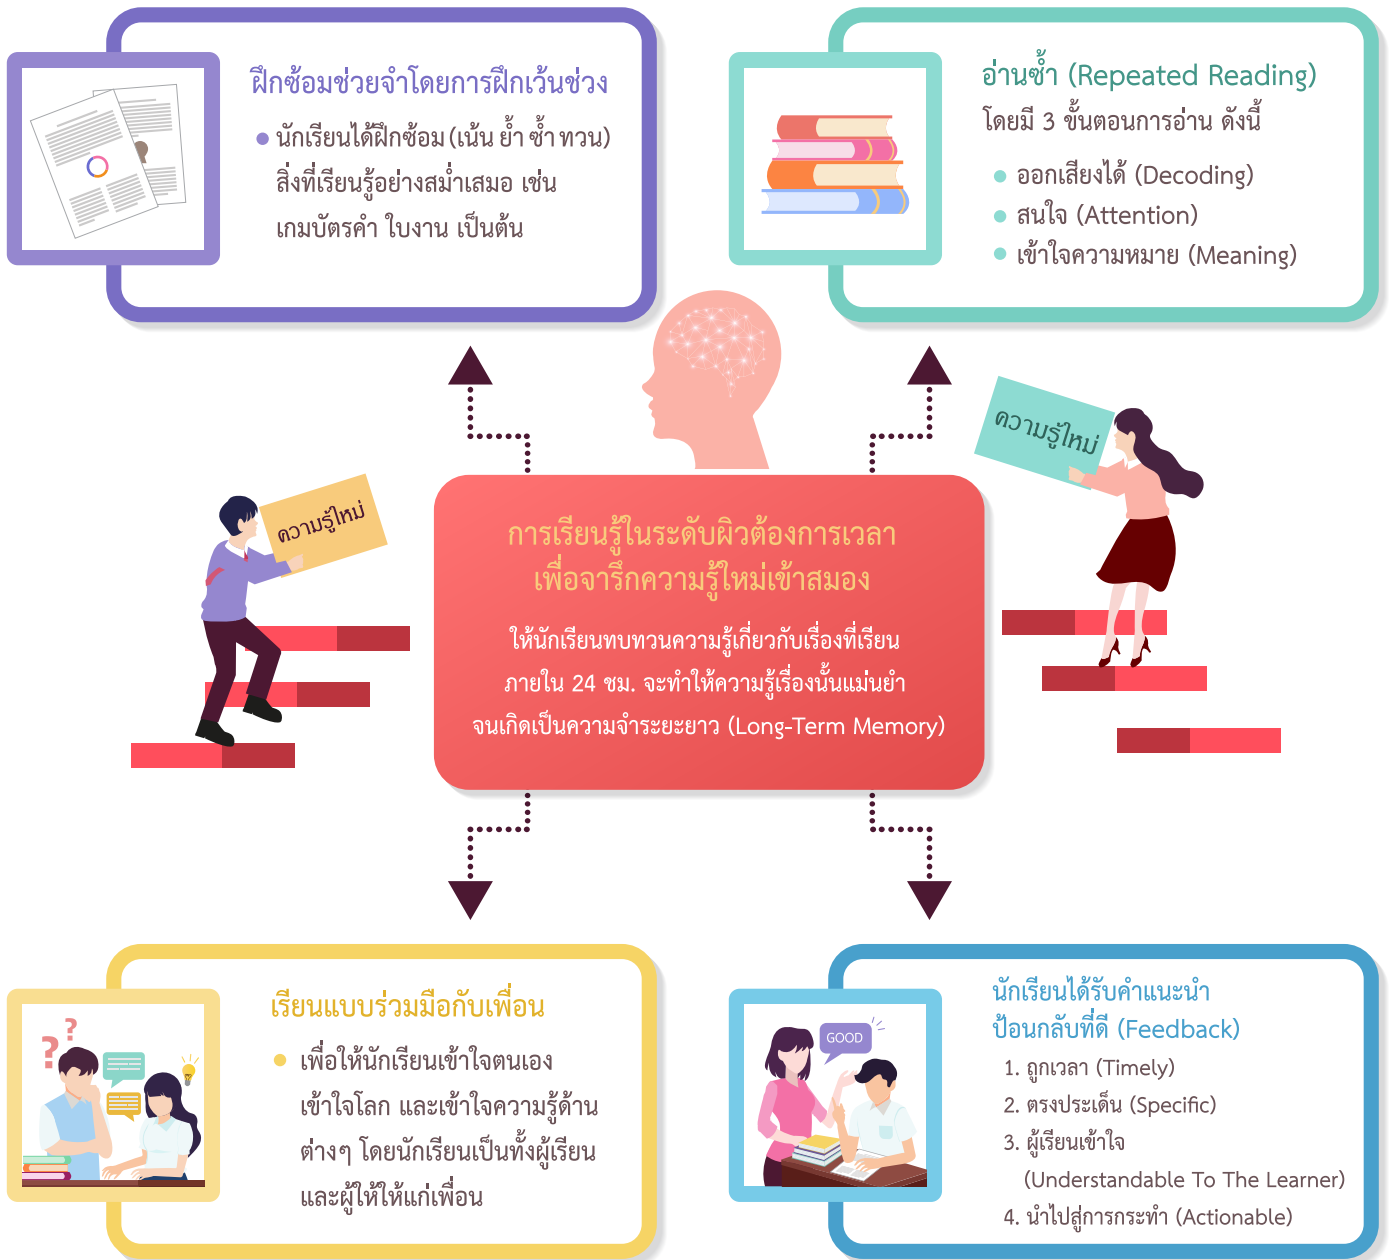 ฝึกซ้อมช่วยจำโดยการฝึกเว้นช่วง
นักเรียนได้ฝึกซ้อม (เน้น ย้ำ ซ้ำ ทวน)
สิ่งที่เรียนรู้อย่างสม่ำเสมอ เช่น
เกมบัตรคำ ใบงาน เป็นต้น
อ่านซ้ำ (Repeated Reading)
โดยมี 3 ขั้นตอนการอ่าน ดังนี้
ออกเสียงได้ (Decoding)
สนใจ (Attention)
เข้าใจความหมาย (Meaning)
ความรู้ใหม่
ความรู้ใหม่
การเรียนรู้ในระดับผิวต้องการเวลา
เพื่อจารึกความรู้ใหม่เข้าสมอง
ให้นักเรียนทบทวนความรู้เกี่ยวกับเรื่องที่เรียน
ภายใน 24 ชม. จะทำให้ความรู้เรื่องนั้นแม่นยำ
จนเกิดเป็นความจำระยะยาว (Long-Term Memory)
เรียนแบบร่วมมือกับเพื่อน
เพื่อให้นักเรียนเข้าใจตนเอง
เข้าใจโลก และเข้าใจความรู้ด้าน
ต่างๆ โดยนักเรียนเป็นทั้งผู้เรียน
และผู้ให้ให้แก่เพื่อน
? ?
GOOD
นักเรียนได้รับคำแนะนำ
ป้อนกลับที่ดี (Feedback)
1. ถูกเวลา (Timely)
2. ตรงประเด็น (Specific)
3. ผู้เรียนเข้าใจ
(Understandable To The Learner)
4. นำไปสู่การกระทำ (Actionable)